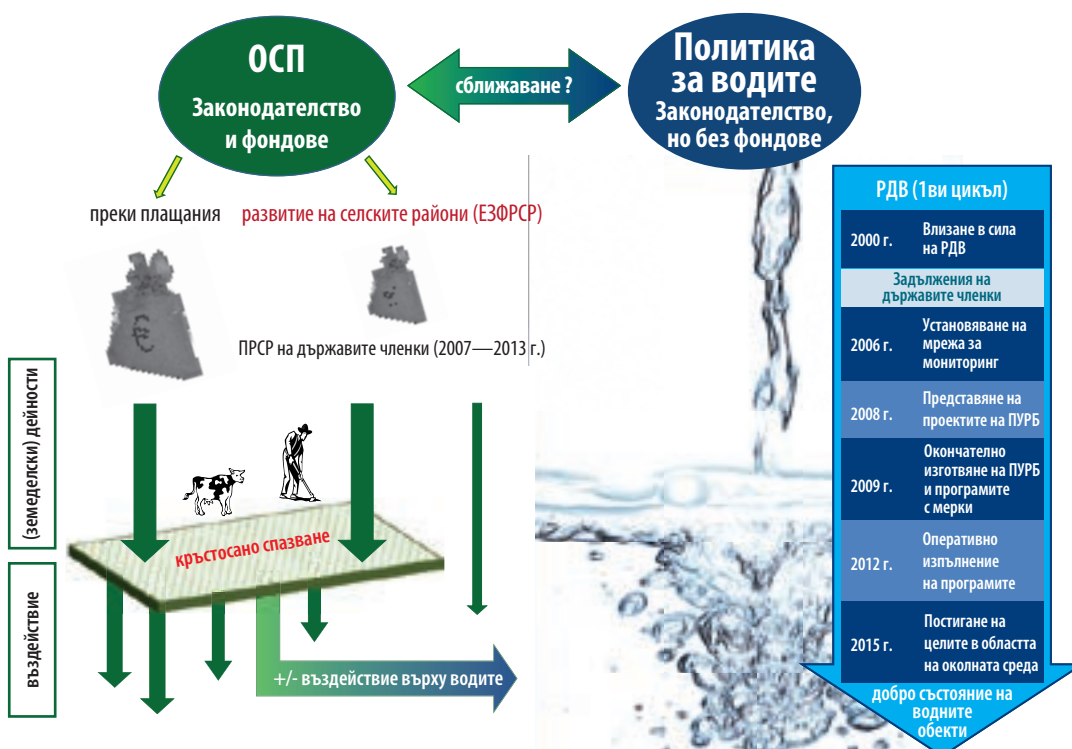 ОСП
Законодателство
и фондове
сближаване ?
Политика
за водите
Законодателство,
но без фондове
преки плащания
развитие на селските райони (ЕЗФРСР)
€
ПРСР на държавите членки (2007—2013 г.)
(земеделски) дейности
въздействие
кръстосано спазване
+/- въздействие върху водите
РДВ (1ви цикъл)
2000 г.
Влизане в сила
на РДВ
Задължения на
държавите членки
2006 г.
Установяване на
мрежа за
мониторинг
2008 г.
Представяне на
проектите на ПУРБ
2009 г.
Окончателно
изготвяне на ПУРБ
и програмите
с мерки
2012 г.
Оперативно
изпълнение
на програмите
2015 г.
Постигане на
целите в областта
на околната среда
добро състояние на
водните
обекти